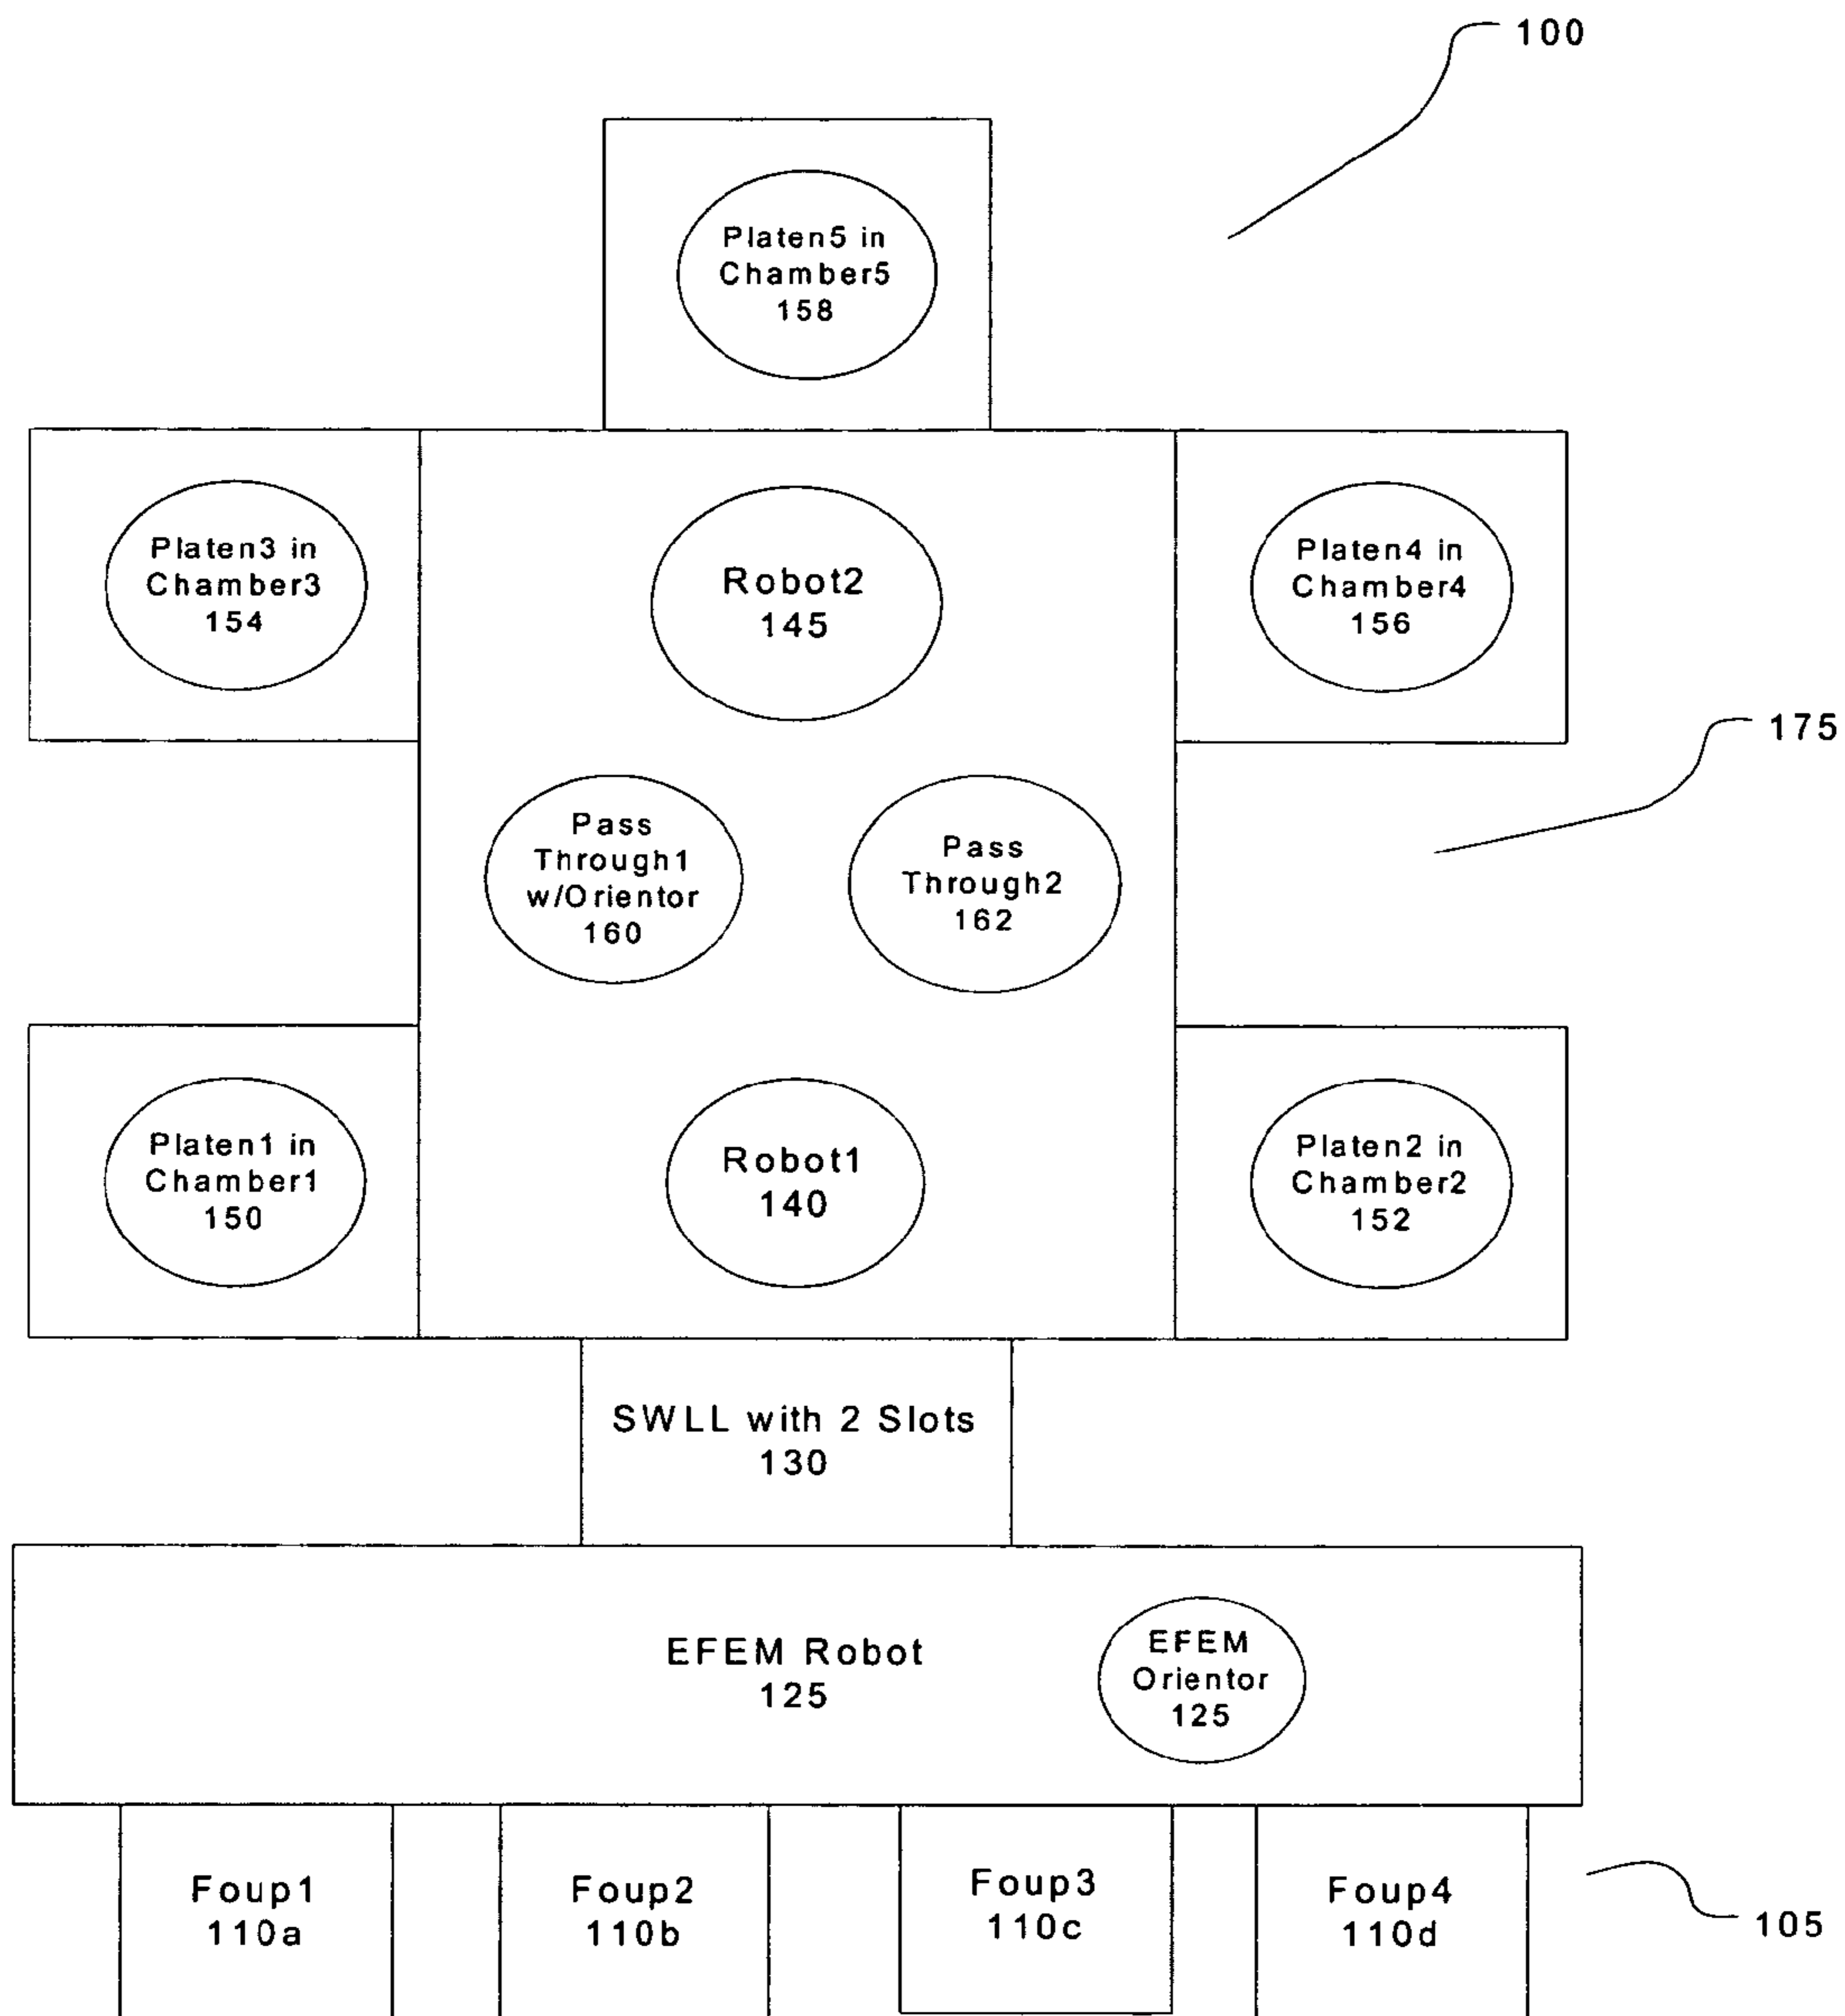 100
Platen5 in
Chamber5
158
Platen3 in
Chamber3
154
Robot2
145
Platen4 in
Chamber4
156
175
Pass
Through1
w/Orientor
160
Pass
Through2
162
Platen1 in
Chamber1
150
Robot1
140
Platen2 in
Chamber2
152
SWLL with 2 Slots
130
EFEM Robot
125
EFEM
Orientor
125
Foup1
110a
Foup2
110b
Foup3
110c
Foup4
110d
105